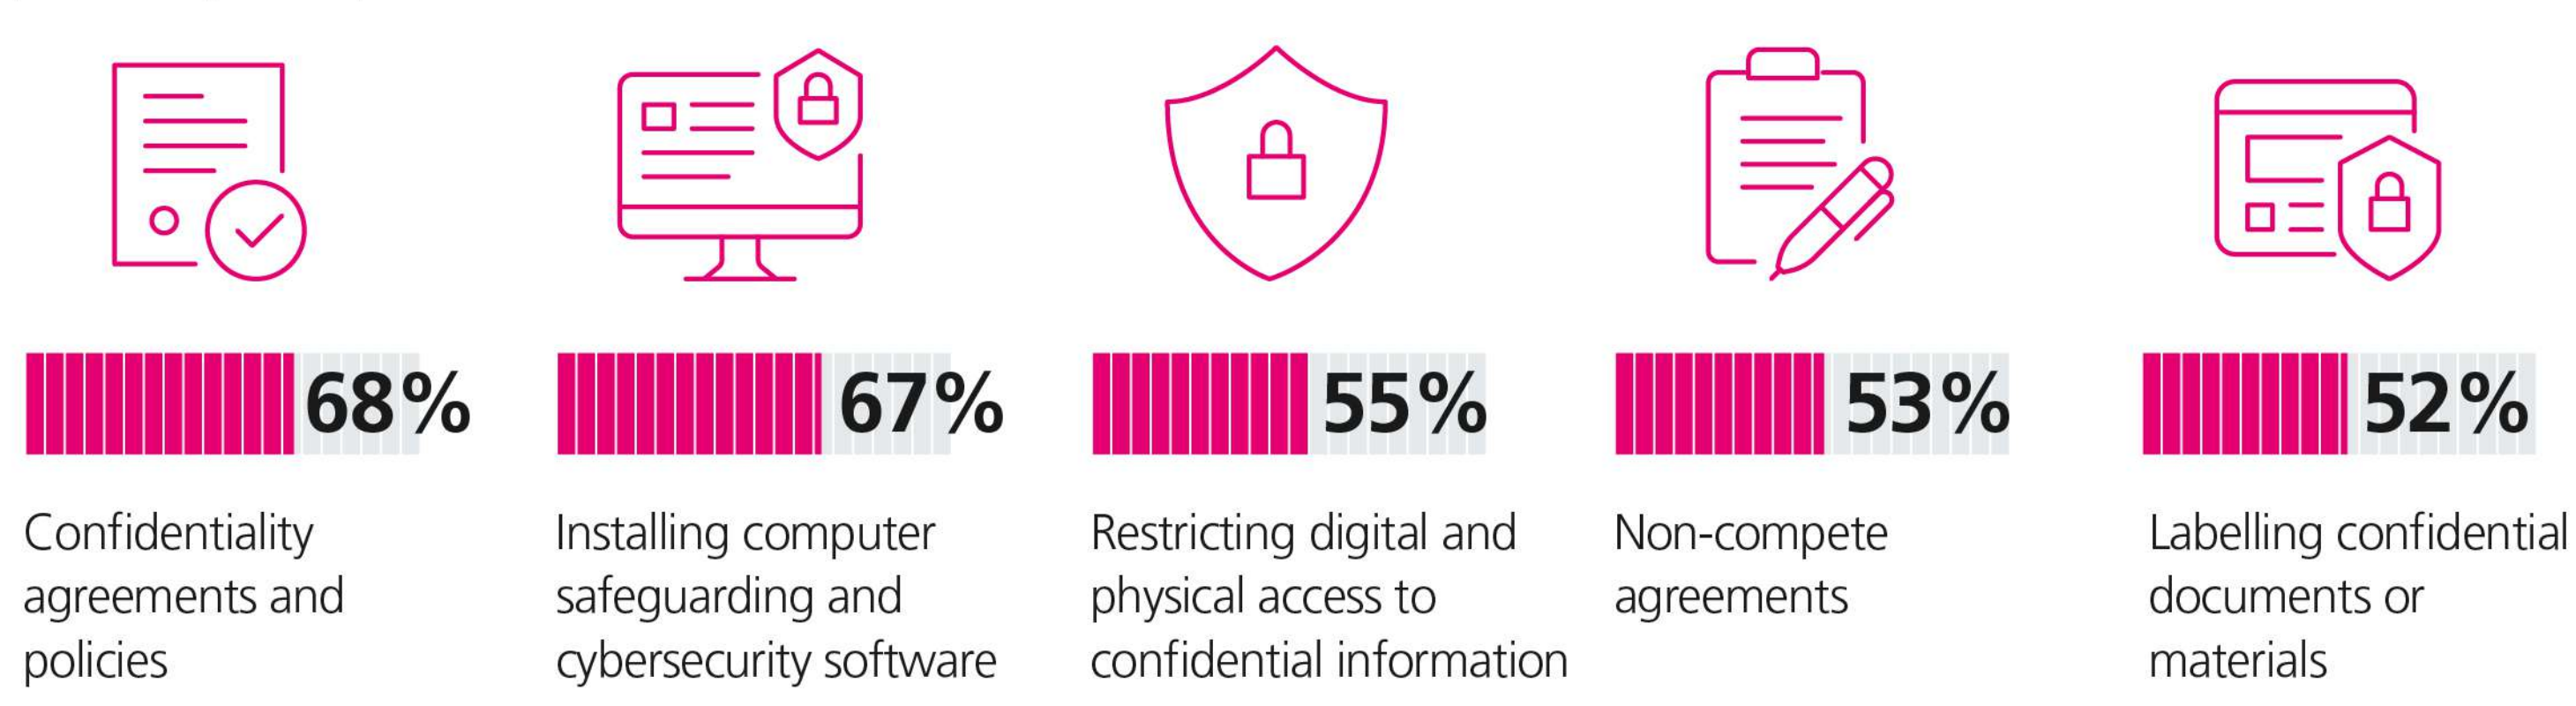 68%
67%
55%
53%
52%
Confidentiality
agreements and
policies
Installing computer
safeguarding and
cybersecurity software
Restricting digital and
physical access to
confidential information
Non-compete
agreements
Labelling confidential
documents or
materials